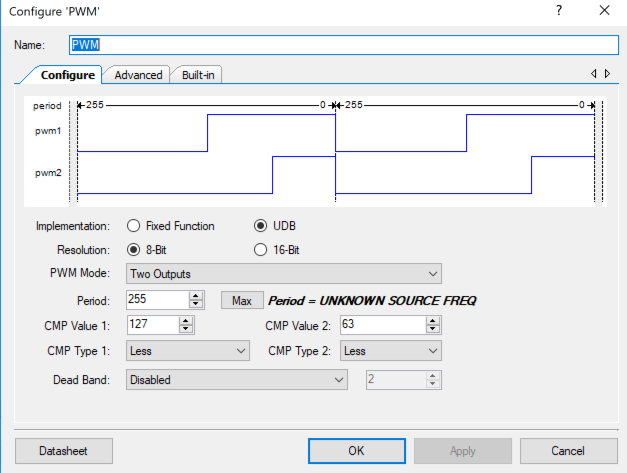 Configure 'PWM'
Name: PWM
Configure Advanced Built-in
period 255 0 255 0
pwm1
pwm2
Implementation: Fixed Function UDB
Resolution: 8-Bit 16-Bit
PWM Mode: Two Outputs
Period: 255 Max Period = UNKNOWN SOURCE FREQ
CMP Value 1: 127 CMP Value 2: 63
CMP Type 1: Less CMP Type 2: Less
Dead Band: Disabled 2
Datasheet OK Apply Cancel